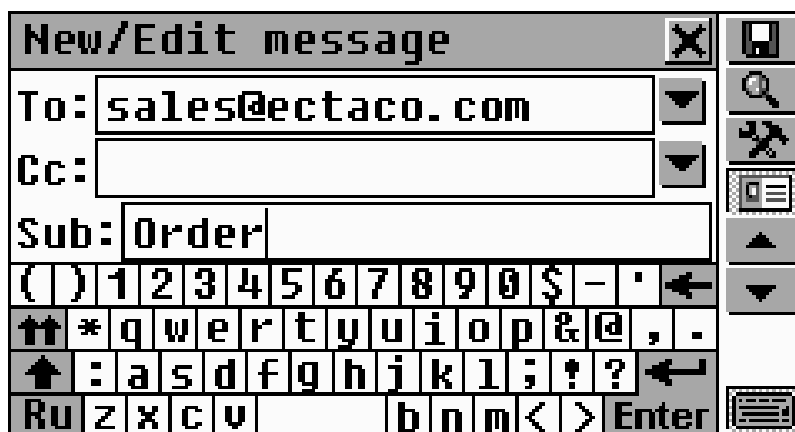 New/Edit message
To: sales@ectaco.com
Cc:
Sub: Order
( ) 1 2 3 4 5 6 7 8 9 0 $ - '
* q w e r t y u i o p & @ , .
: a s d f g h j k l ; ! ?
Ru z x c v b n m < > Enter